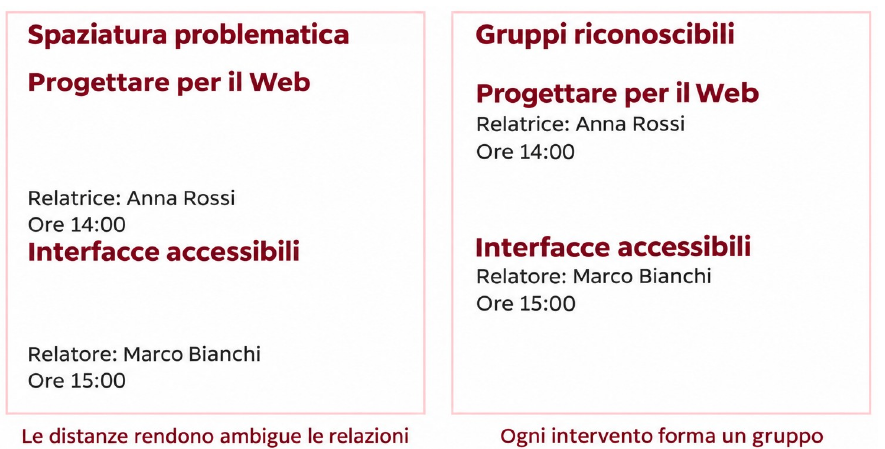 Spaziatura problematica
Progettare per il Web
Relatrice: Anna Rossi
Ore 14:00
Interfacce accessibili
Relatore: Marco Bianchi
Ore 15:00
Le distanze rendono ambigue le relazioni
Gruppi riconoscibili
Progettare per il Web
Relatrice: Anna Rossi
Ore 14:00
Interfacce accessibili
Relatore: Marco Bianchi
Ore 15:00
Ogni intervento forma un gruppo